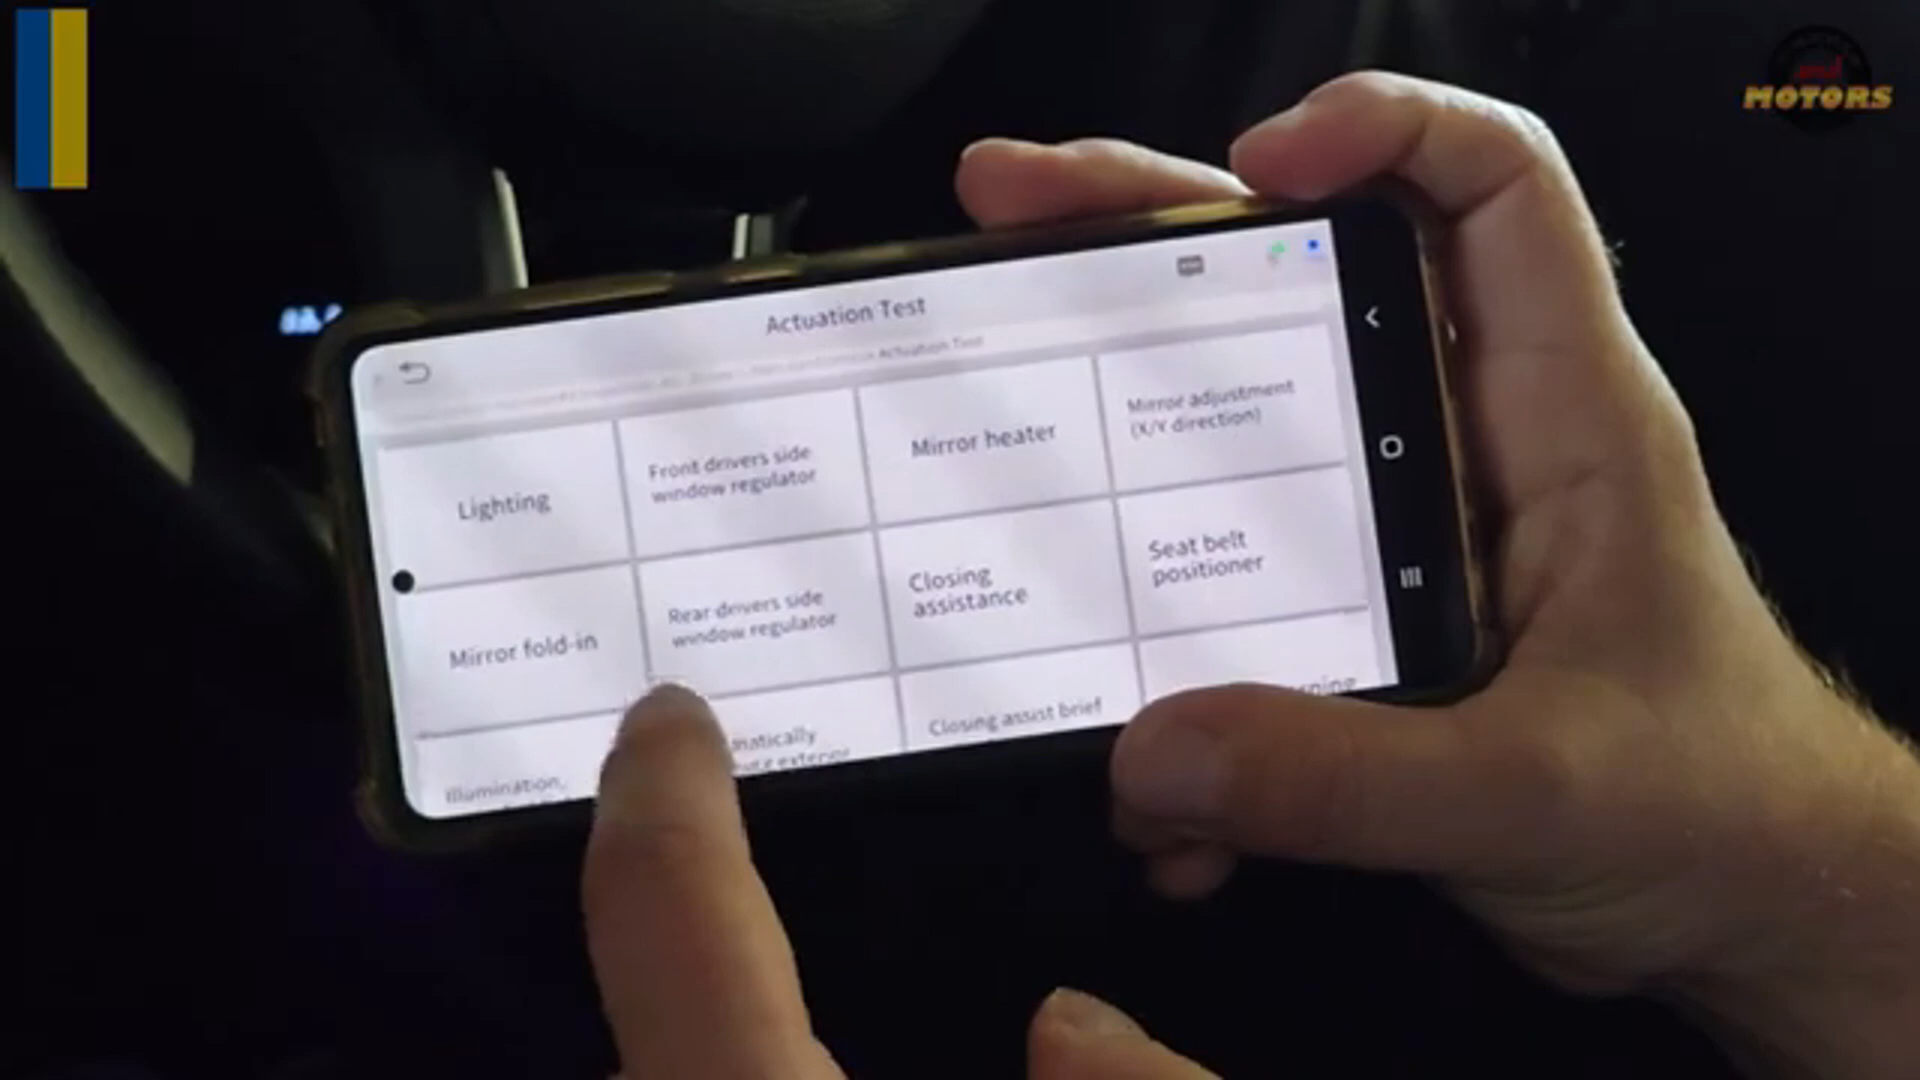 MOTORS
Actuation Test
Actuation Test
Lighting
Front drivers side
window regulator
Mirror heater
Mirror adjustment
(X/Y direction)
Mirror fold-in
Rear drivers side
window regulator
Closing
assistance
Seat belt
positioner
Illumination,
Closing assist brief